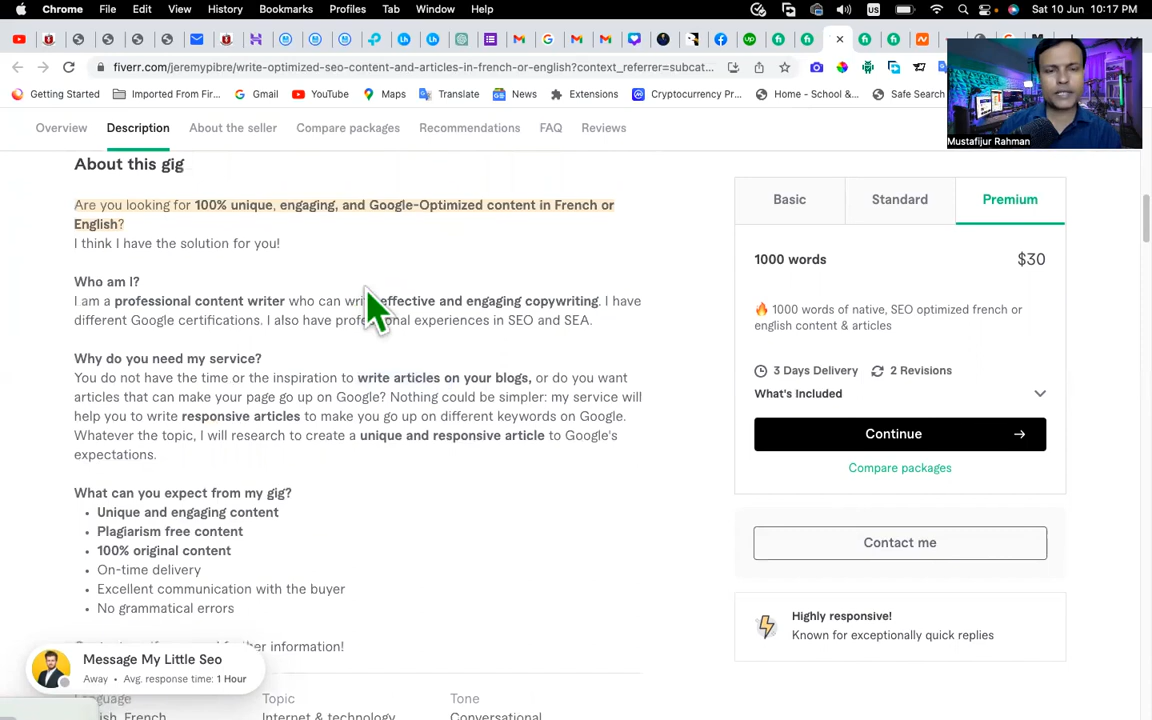 Chrome File Edit View History Bookmarks Profiles Tab Window Help
US
Sat 10 Jun 10:17 PM
fiverr.com/jeremypibre/write-optimized-seo-content-and-articles-in-french-or-english?context_referrer=subcat...
Getting Started
Imported From Fir...
Gmail
YouTube
Maps
Translate
News
Extensions
Cryptocurrency Pr...
Home - School &...
Safe Search
Mustafijur Rahman
Overview
Description
About the seller
Compare packages
Recommendations
FAQ
Reviews
About this gig
Are you looking for 100% unique, engaging, and Google-Optimized content in French or
English?
I think I have the solution for you!
Who am I?
I am a professional content writer who can effective and engaging copywriting. I have
different Google certifications. I also have experiences in SEO and SEA.
Why do you need my service?
You do not have the time or the inspiration to write articles on your blogs, or do you want
articles that can make your page go up on Google? Nothing could be simpler: my service will
help you to write responsive articles to make you go up on different keywords on Google.
Whatever the topic, I will research to create a unique and responsive article to Google's
expectations.
What can you expect from my gig?
• Unique and engaging content
• Plagiarism free content
• 100% original content
• On-time delivery
• Excellent communication with the buyer
• No grammatical errors
information!
Message My Little Seo
Away • Avg. response time: 1 Hour
Language
Topic
Tone
French
Internet & technology
Conversational
Basic
Standard
Premium
1000 words
$30
🔥 1000 words of native, SEO optimized french or
english content & articles
3 Days Delivery
2 Revisions
What's Included
Continue →
Compare packages
Contact me
Highly responsive!
Known for exceptionally quick replies